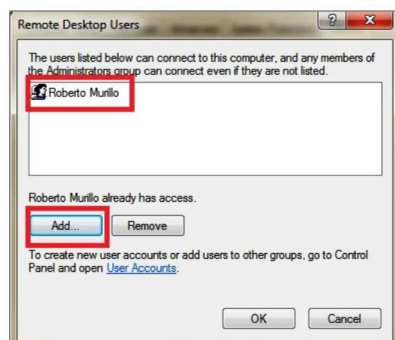 Remote Desktop Users
The users listed below can connect to this computer, and any members of
the Administrators group can connect even if they are not listed.
Roberto Murillo
Roberto Murillo already has access.
Add... Remove
To create new user accounts or add users to other groups, go to Control
Panel and open User Accounts.
OK Cancel